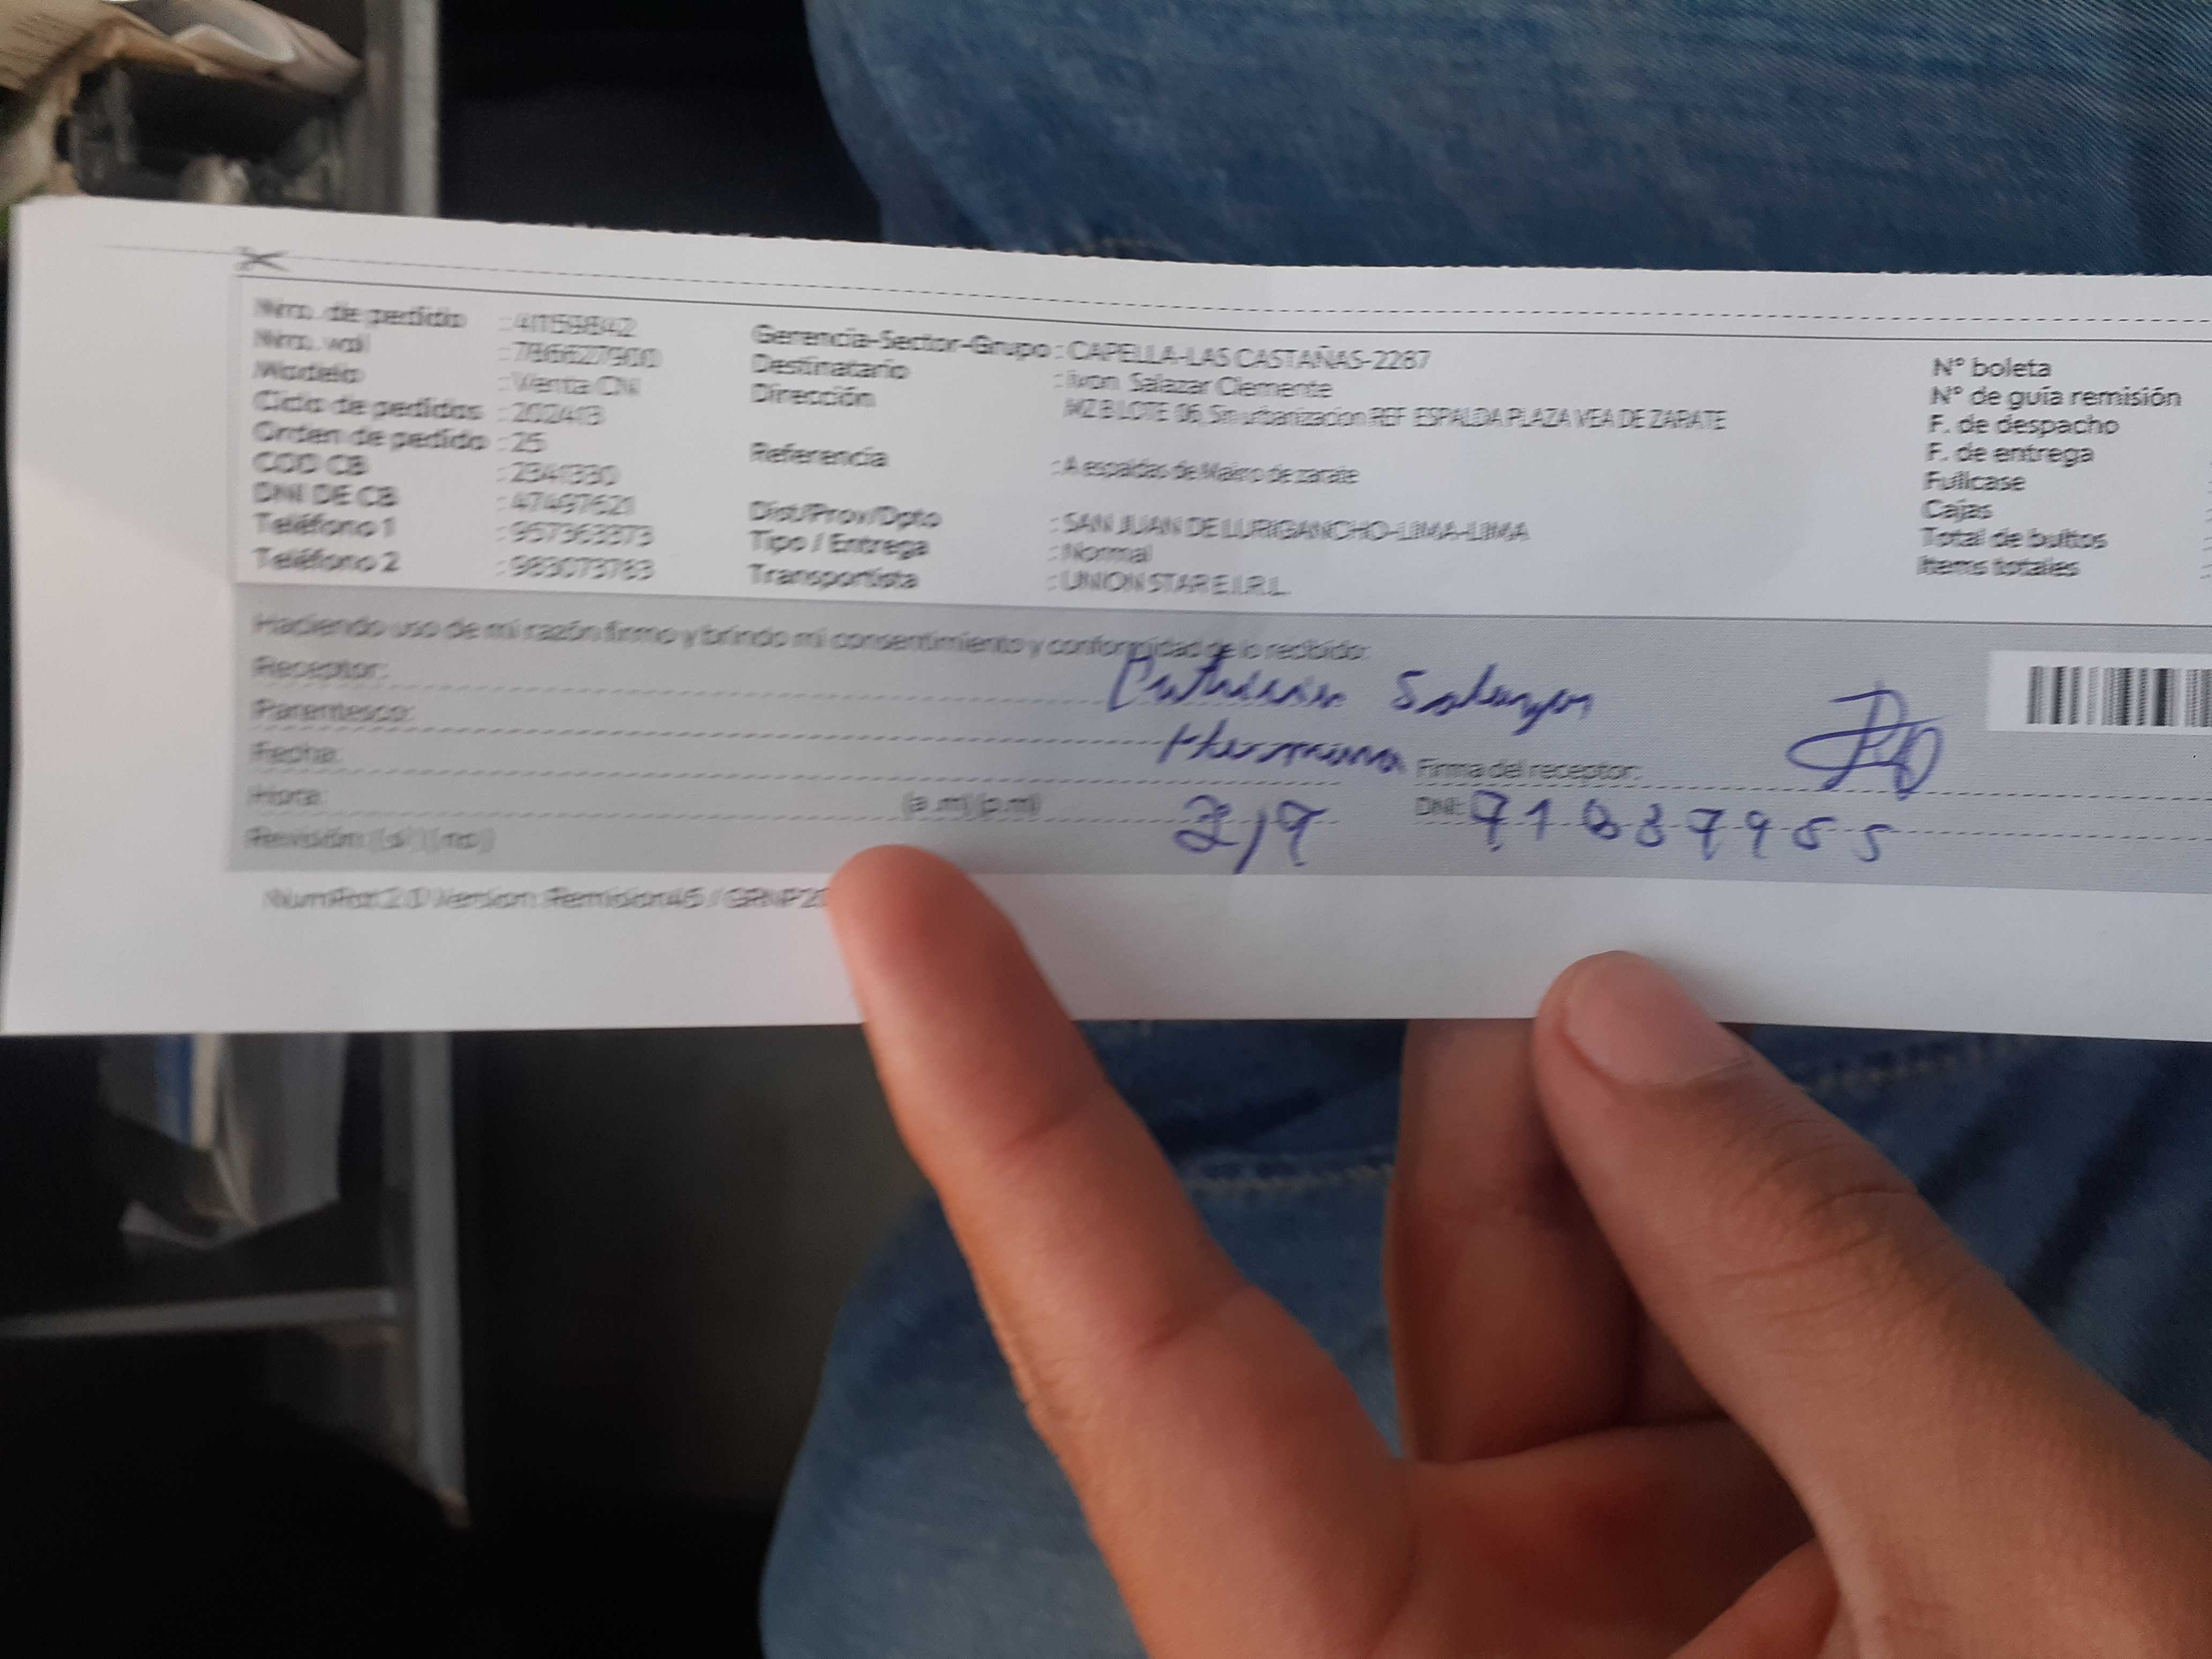 Nro. de pedido : 41159842
Nro. val : 786627900
Modelo : Venta CN
Ciclo de pedidos : 202413
Orden de pedido : 25
COD CB : 2341330
DNI DE CB : 47497621
Teléfono 1 : 957363373
Teléfono 2 : 983073783
Gerencia-Sector-Grupo : CAPELLA-LAS CASTAÑAS-2287
Destinatario : Ivon Salazar Clemente
Dirección MZ B LOTE 06, Sin urbanizacion REF ESPALDA PLAZA VEA DE ZARATE
Referencia : A espaldas de Makro de zarate
Dist/Prov/Dpto : SAN JUAN DE LURIGANCHO-LIMA-LIMA
Tipo / Entrega : Normal
Transportista : UNION STAR E.I.R.L.
N° boleta
N° de guía remisión
F. de despacho
F. de entrega
Fullcase
Cajas
Total de bultos
Items totales
Haciendo uso de mi razón firmo y brindo mi consentimiento y conformidad de lo recibido:
Receptor: Salazar
Parentesco: Hermana
Fecha: 2/9 Firma del receptor:
Hora: (a.m) (p.m) DNI:
Revisión: (si) (no)